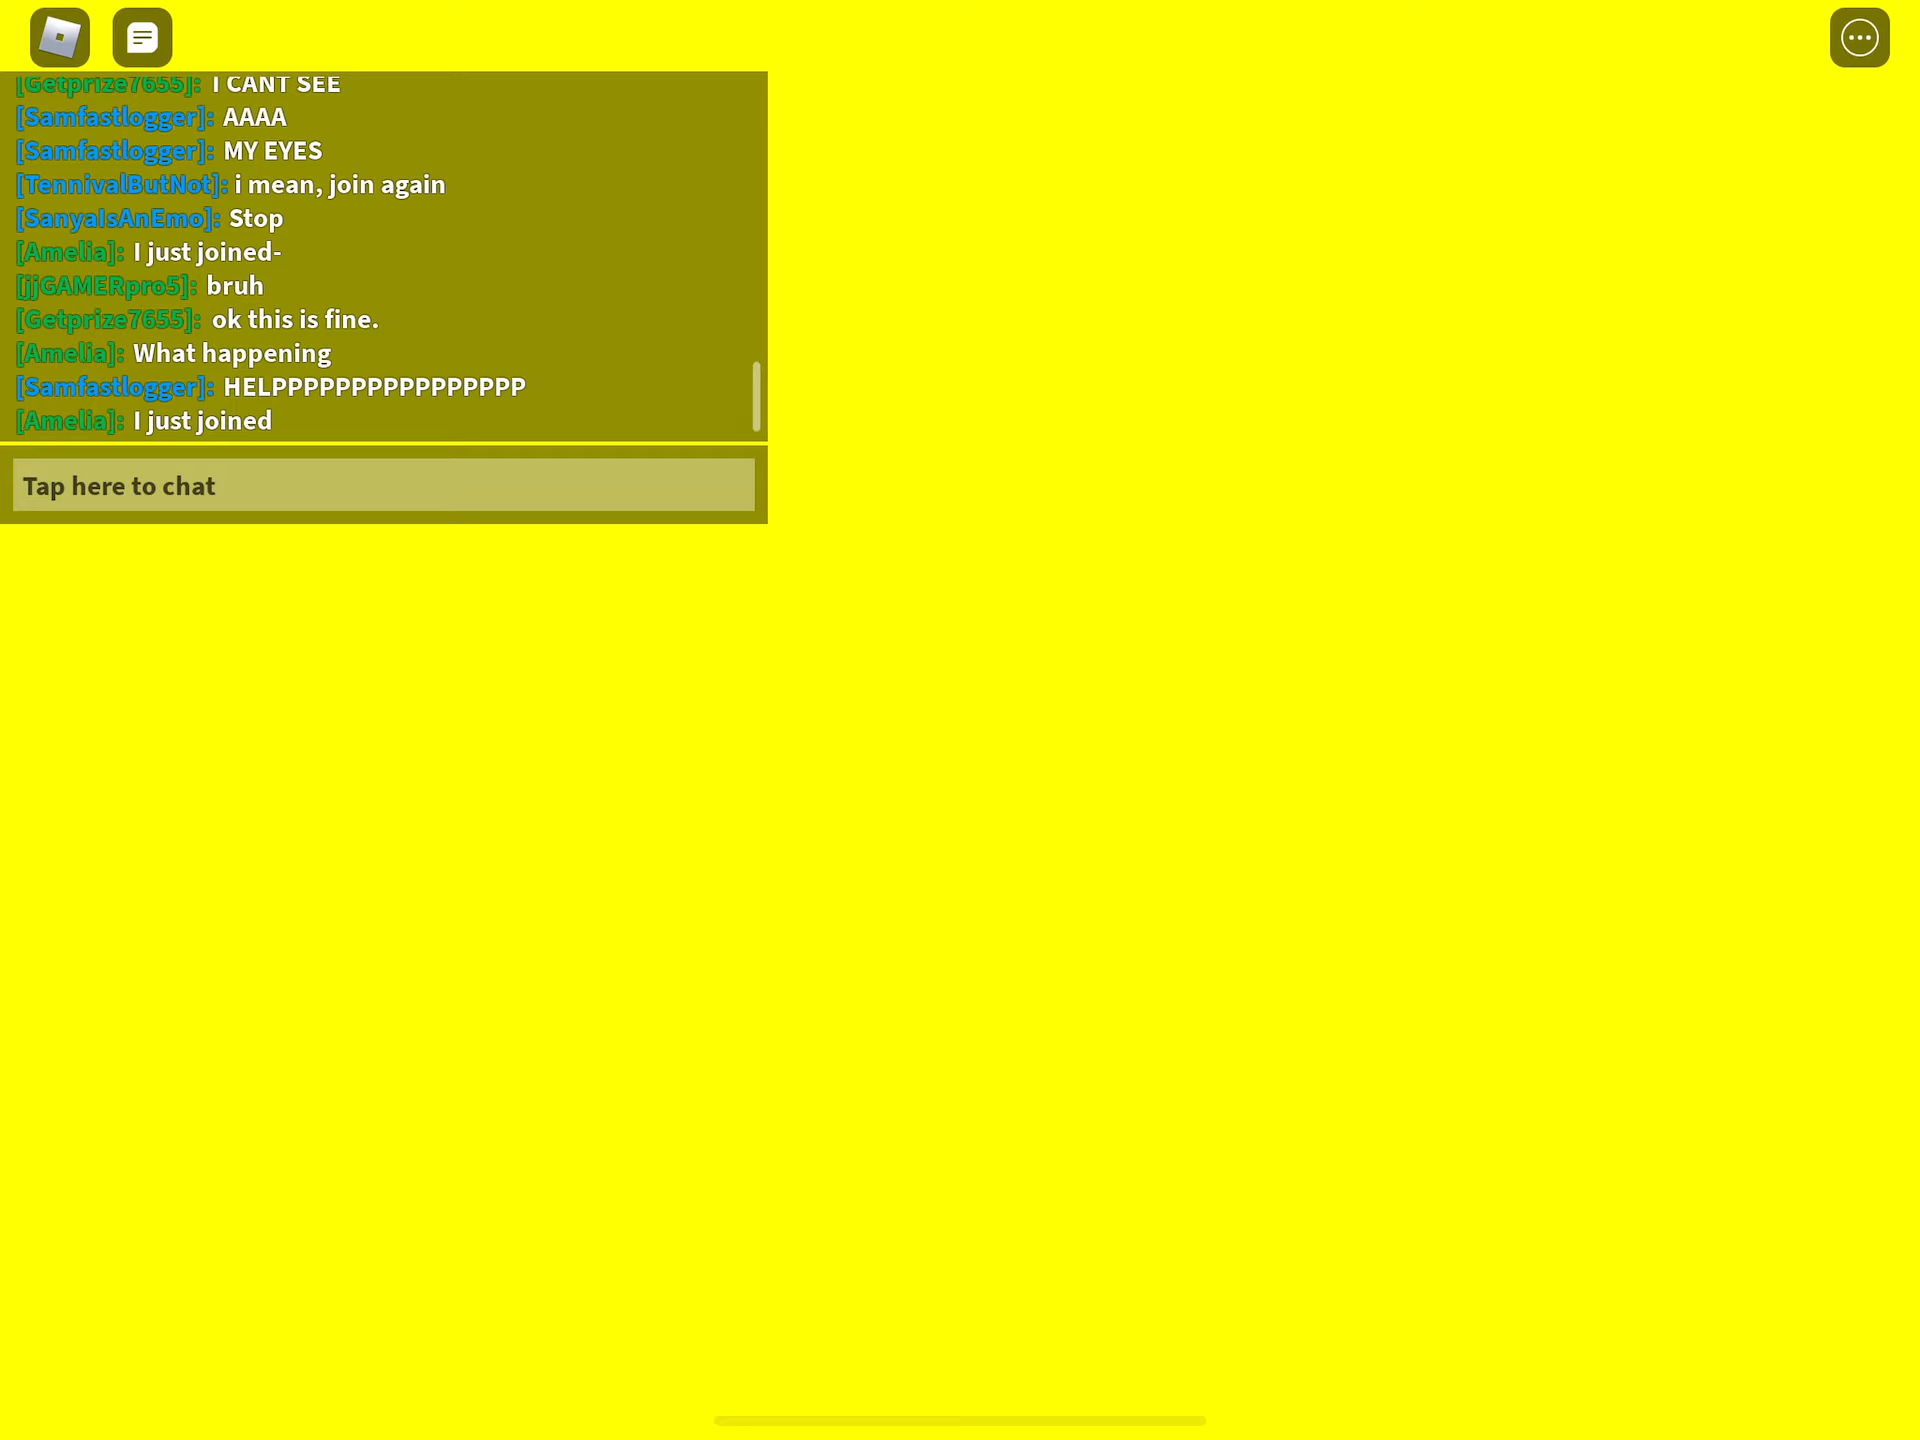 [Getprize7655]: I CANT SEE
[Samfastlogger]: AAAA
[Samfastlogger]: MY EYES
[TennivalButNot]: i mean, join again
[SanyaIsAnEmo]: Stop
[Amelia]: I just joined-
[jjGAMERpro5]: bruh
[Getprize7655]: ok this is fine.
[Amelia]: What happening
[Samfastlogger]: HELPPPPPPPPPPPPPPPP
[Amelia]: I just joined
Tap here to chat